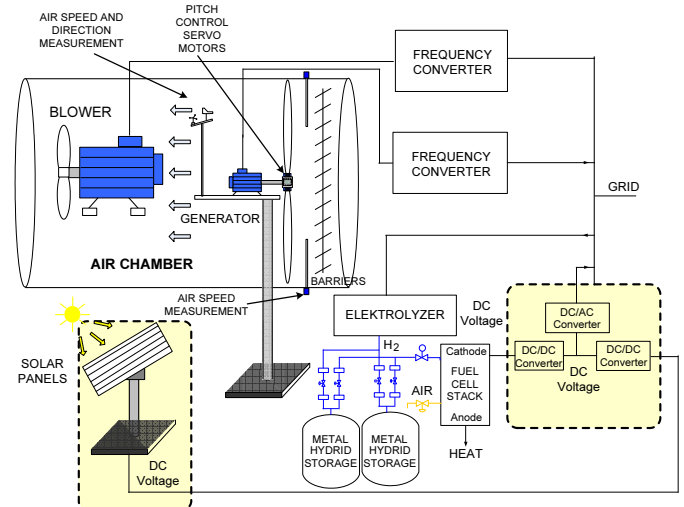 AIR SPEED AND
DIRECTION
MEASUREMENT
PITCH
CONTROL
SERVO
MOTORS
FREQUENCY
CONVERTER
BLOWER
FREQUENCY
CONVERTER
GRID
GENERATOR
AIR CHAMBER
BARRIERS
AIR SPEED
MEASUREMENT
ELEKTROLYZER
DC
Voltage
DC/AC
Converter
SOLAR
PANELS
H2
Cathode
DC/DC
Converter
DC/DC
Converter
DC
Voltage
FUEL
CELL
STACK
AIR
Anode
METAL
HYDRID
STORAGE
METAL
HYDRID
STORAGE
HEAT
DC
Voltage